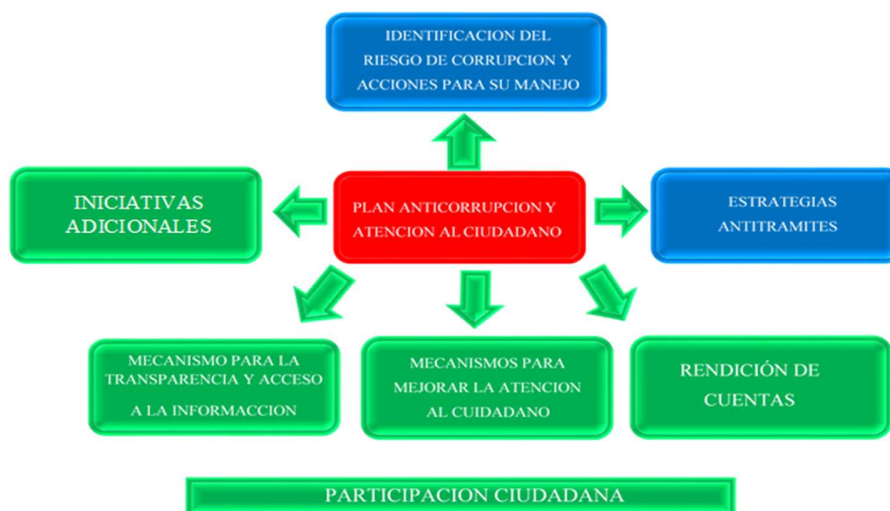 IDENTIFICACION DEL
RIESGO DE CORRUPCION Y
ACCIONES PARA SU MANEJO
INICIATIVAS
ADICIONALES
PLAN ANTICORRUPCION Y
ATENCION AL CIUDADANO
ESTRATEGIAS
ANTITRAMITES
MECANISMO PARA LA
TRANSPARENCIA Y ACCESO
A LA INFORMACCION
MECANISMOS PARA
MEJORAR LA ATENCION
AL CUIDADANO
RENDICIÓN DE
CUENTAS
PARTICIPACION CIUDADANA